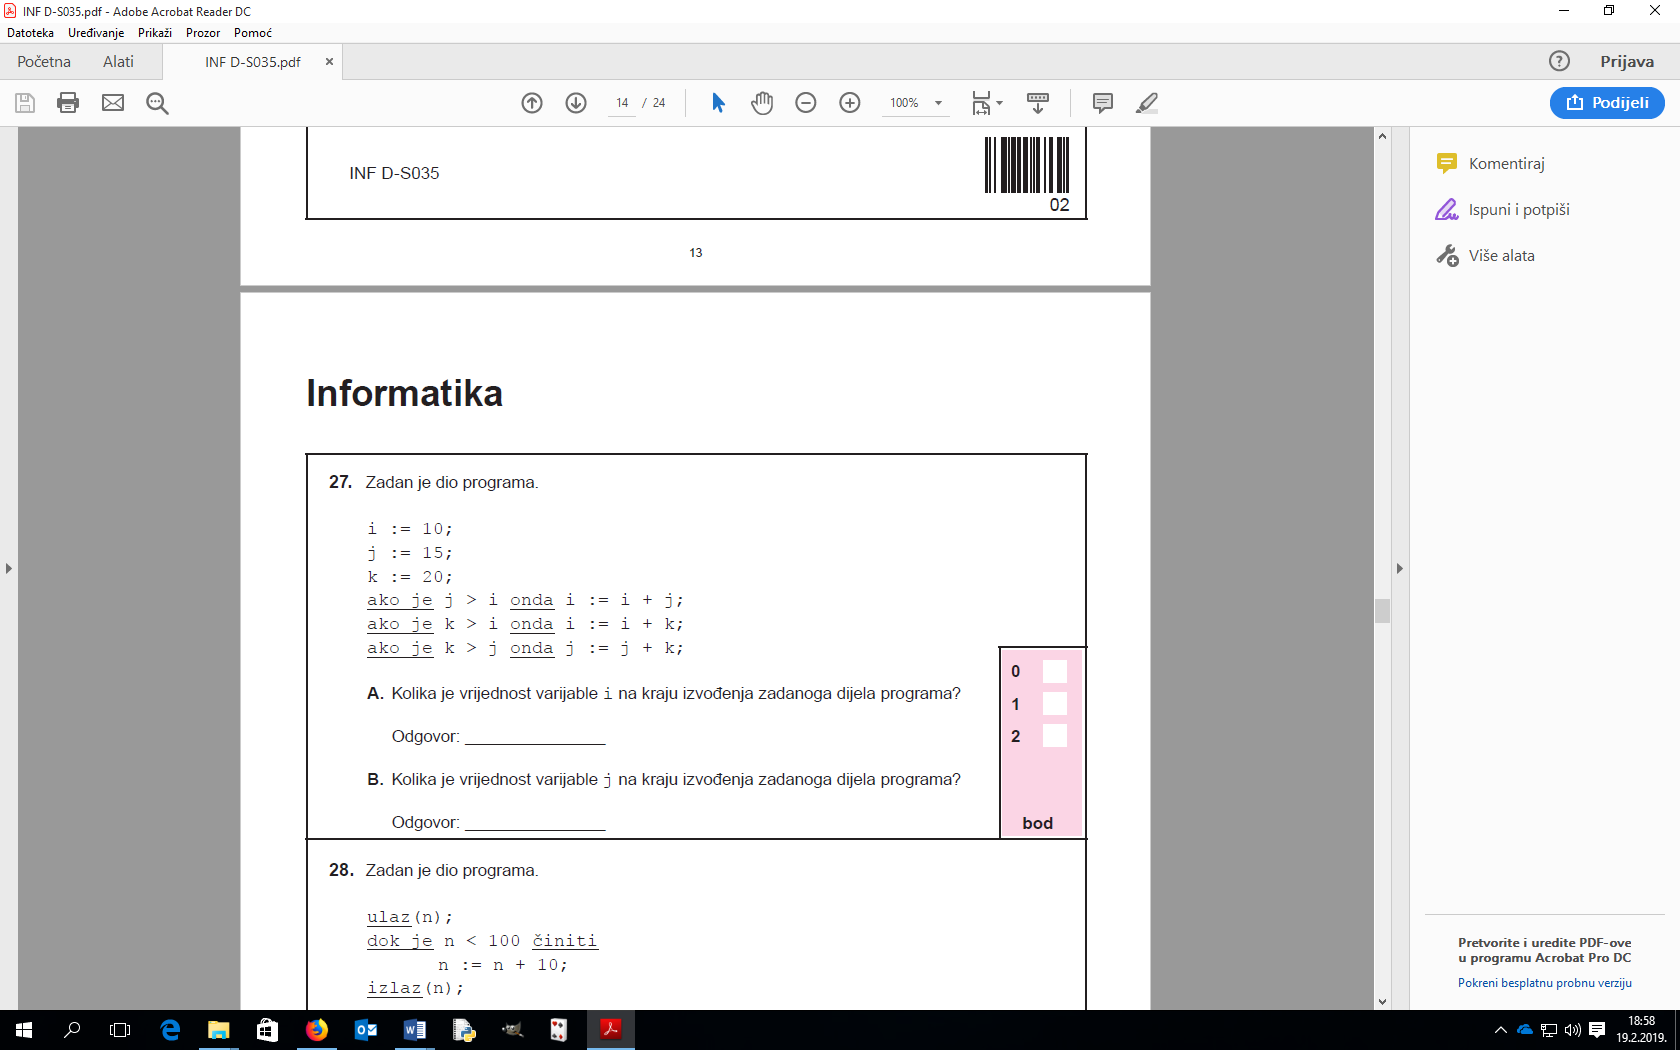 INF D-S035.pdf - Adobe Acrobat Reader DC
Datoteka Uređivanje Prikaži Prozor Pomoć
Početna Alati INF D-S035.pdf × ? Prijava
14 / 24 100% Podijeli
INF D-S035
02
13
Komentiraj
Ispuni i potpiši
Više alata
Informatika
27. Zadan je dio programa.
i := 10;
j := 15;
k := 20;
ako je j > i onda i := i + j;
ako je k > i onda i := i + k;
ako je k > j onda j := j + k;
A. Kolika je vrijednost varijable i na kraju izvođenja zadanoga dijela programa?
Odgovor: _______________
B. Kolika je vrijednost varijable j na kraju izvođenja zadanoga dijela programa?
Odgovor: _______________
0
1
2
bod
28. Zadan je dio programa.
ulaz(n);
dok je n < 100 činiti
n := n + 10;
izlaz(n);
Pretvorite i uredite PDF-ove
u programu Acrobat Pro DC
Pokreni besplatnu probnu verziju
18:58
19.2.2019.